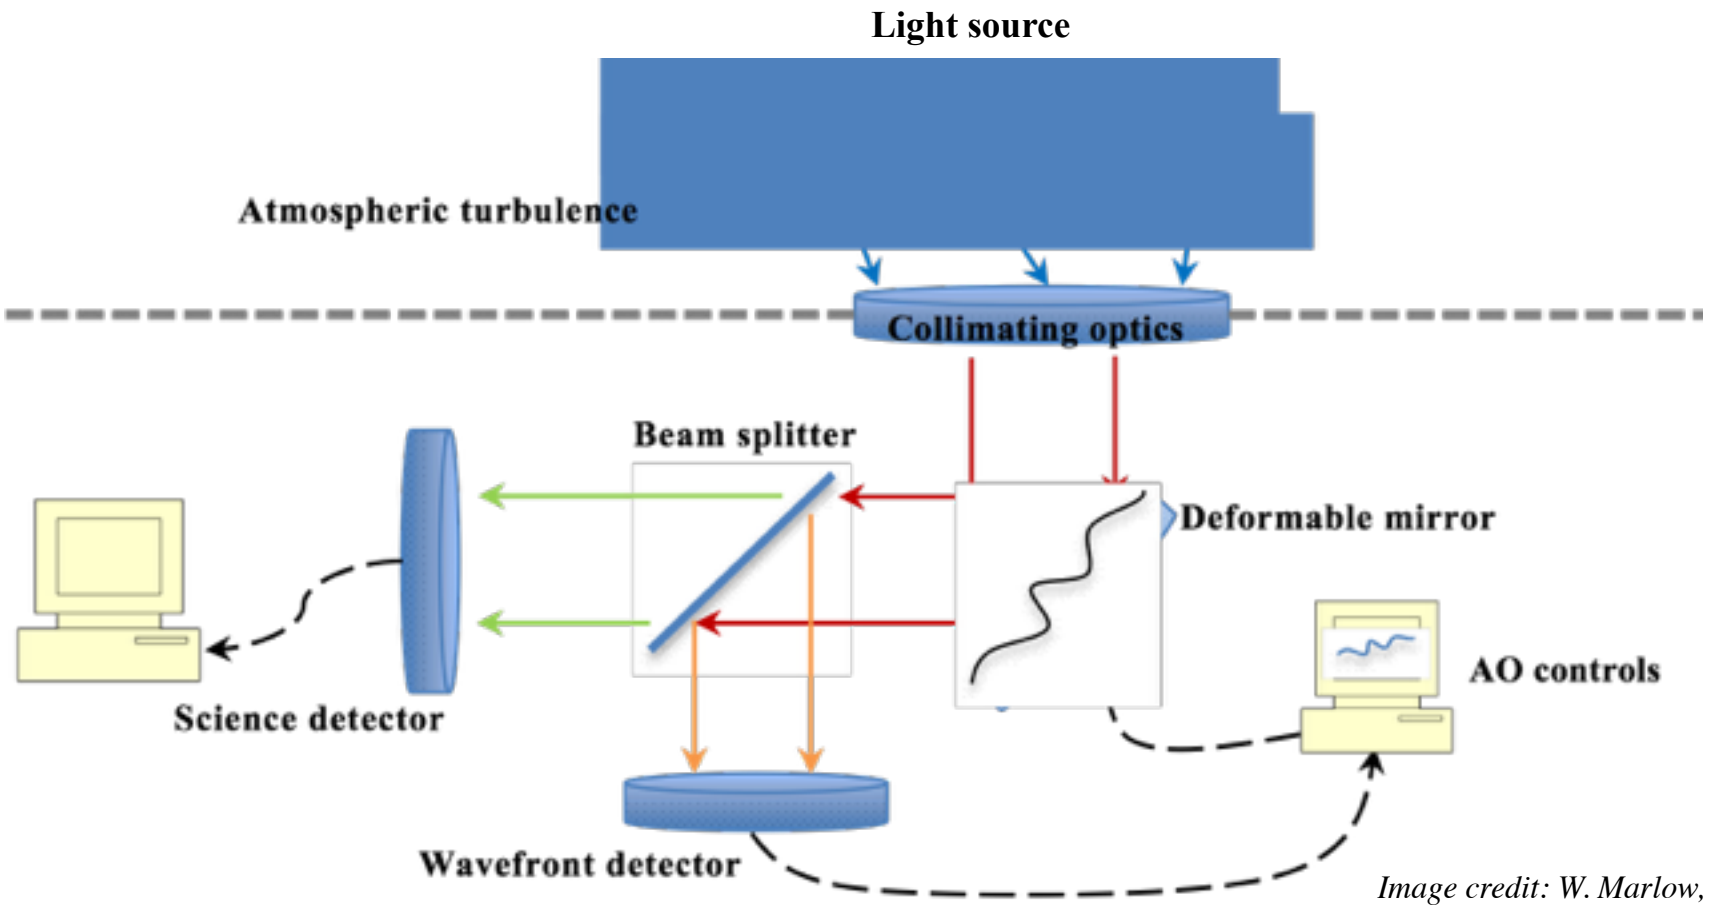 Light source
Atmospheric turbulence
Collimating optics
Beam splitter
Deformable mirror
AO controls
Science detector
Wavefront detector
Image credit: W. Marlow,